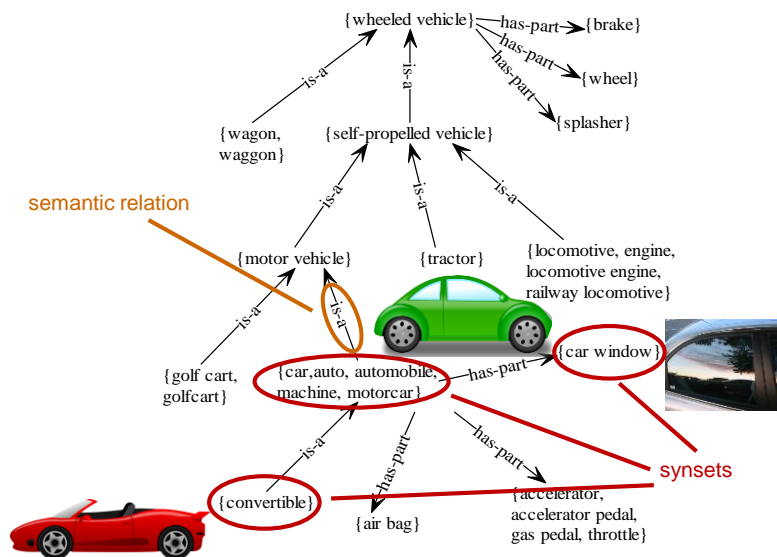 {wheeled vehicle}
has-part
{brake}
has-part
{wheel}
has-part
{splasher}
is-a
is-a
{wagon,
waggon}
{self-propelled vehicle}
is-a
is-a
is-a
semantic relation
{motor vehicle}
{tractor}
{locomotive, engine,
locomotive engine,
railway locomotive}
is-a
is-a
{golf cart,
golfcart}
{car,auto, automobile,
machine, motorcar}
has-part
{car window}
is-a
has-part
has-part
synsets
{convertible}
{air bag}
{accelerator,
accelerator pedal,
gas pedal, throttle}